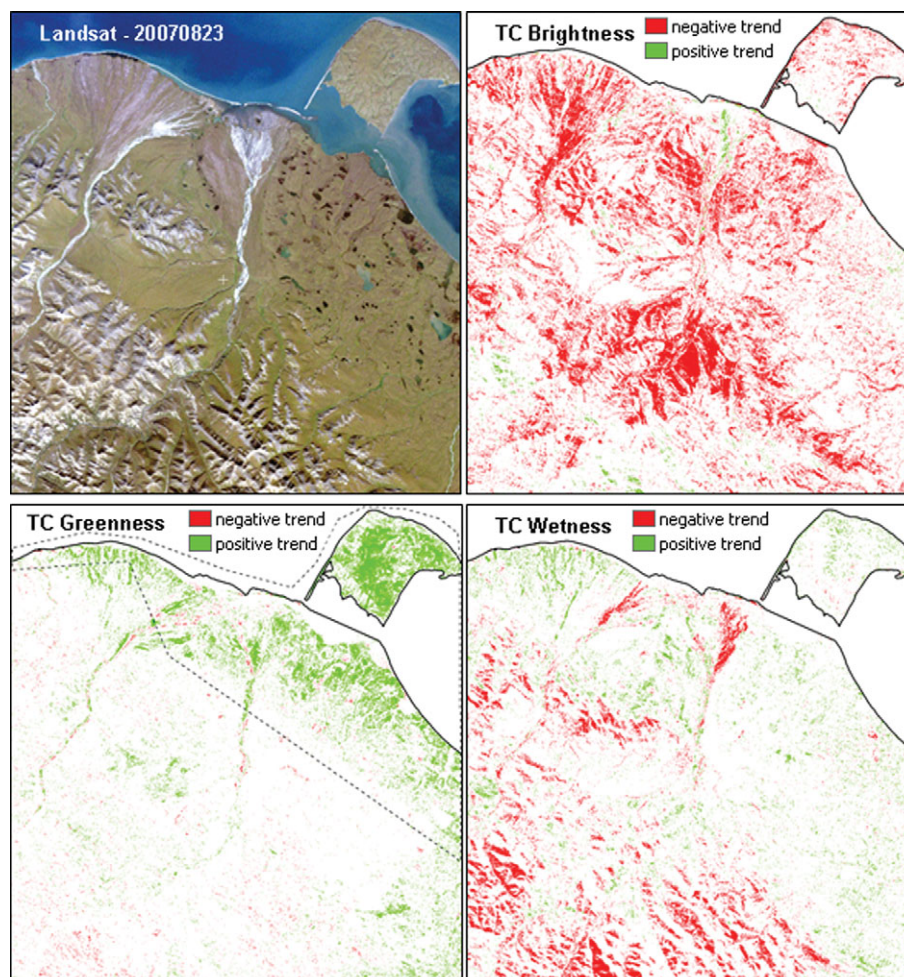 Landsat - 20070823
TC Brightness
negative trend
positive trend
TC Greenness
negative trend
positive trend
TC Wetness
negative trend
positive trend